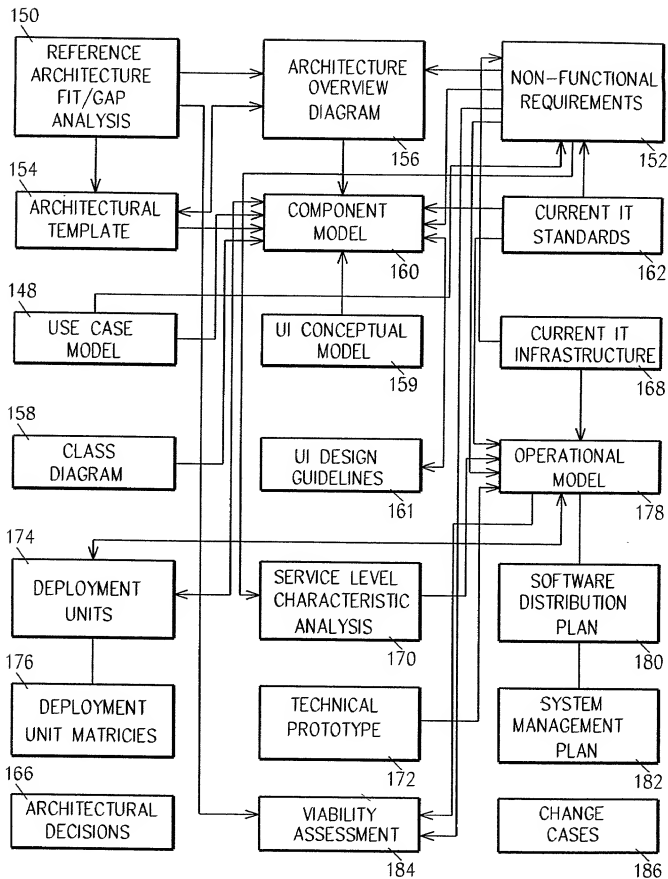 150
REFERENCE
ARCHITECTURE
FIT/GAP
ANALYSIS
ARCHITECTURE
OVERVIEW
DIAGRAM
156
NON-FUNCTIONAL
REQUIREMENTS
152
154
ARCHITECTURAL
TEMPLATE
COMPONENT
MODEL
160
CURRENT IT
STANDARDS
162
148
USE CASE
MODEL
UI CONCEPTUAL
MODEL
159
CURRENT IT
INFRASTRUCTURE
168
158
CLASS
DIAGRAM
UI DESIGN
GUIDELINES
161
OPERATIONAL
MODEL
178
174
DEPLOYMENT
UNITS
SERVICE LEVEL
CHARACTERISTIC
ANALYSIS
170
SOFTWARE
DISTRIBUTION
PLAN
180
176
DEPLOYMENT
UNIT MATRICIES
TECHNICAL
PROTOTYPE
172
SYSTEM
MANAGEMENT
PLAN
182
166
ARCHITECTURAL
DECISIONS
VIABILITY
ASSESSMENT
184
CHANGE
CASES
186